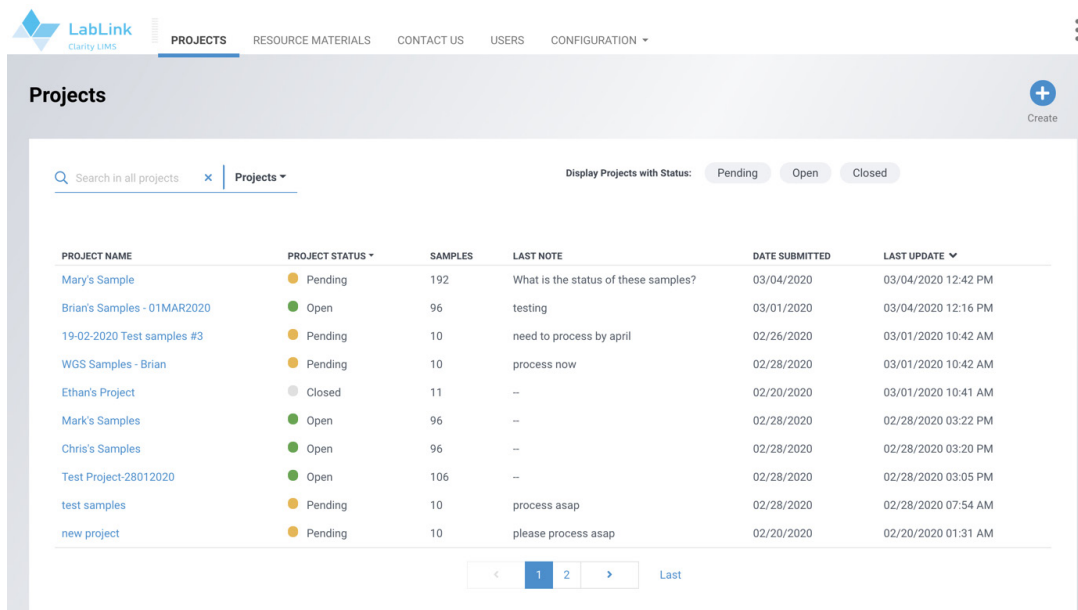 LabLink
Clarity LIMS
PROJECTS RESOURCE MATERIALS CONTACT US USERS CONFIGURATION
Projects
Create
Search in all projects × Projects
Display Projects with Status: Pending Open Closed
PROJECT NAME PROJECT STATUS SAMPLES LAST NOTE DATE SUBMITTED LAST UPDATE
Mary's Sample Pending 192 What is the status of these samples? 03/04/2020 03/04/2020 12:42 PM
Brian's Samples - 01MAR2020 Open 96 testing 03/01/2020 03/04/2020 12:16 PM
19-02-2020 Test samples #3 Pending 10 need to process by april 02/26/2020 03/01/2020 10:42 AM
WGS Samples - Brian Pending 10 process now 02/28/2020 03/01/2020 10:42 AM
Ethan's Project Closed 11 -- 02/20/2020 03/01/2020 10:41 AM
Mark's Samples Open 96 -- 02/28/2020 02/28/2020 03:22 PM
Chris's Samples Open 96 -- 02/28/2020 02/28/2020 03:20 PM
Test Project-28012020 Open 106 -- 02/28/2020 02/28/2020 03:05 PM
test samples Pending 10 process asap 02/28/2020 02/28/2020 07:54 AM
new project Pending 10 please process asap 02/20/2020 02/20/2020 01:31 AM
< 1 2 > Last